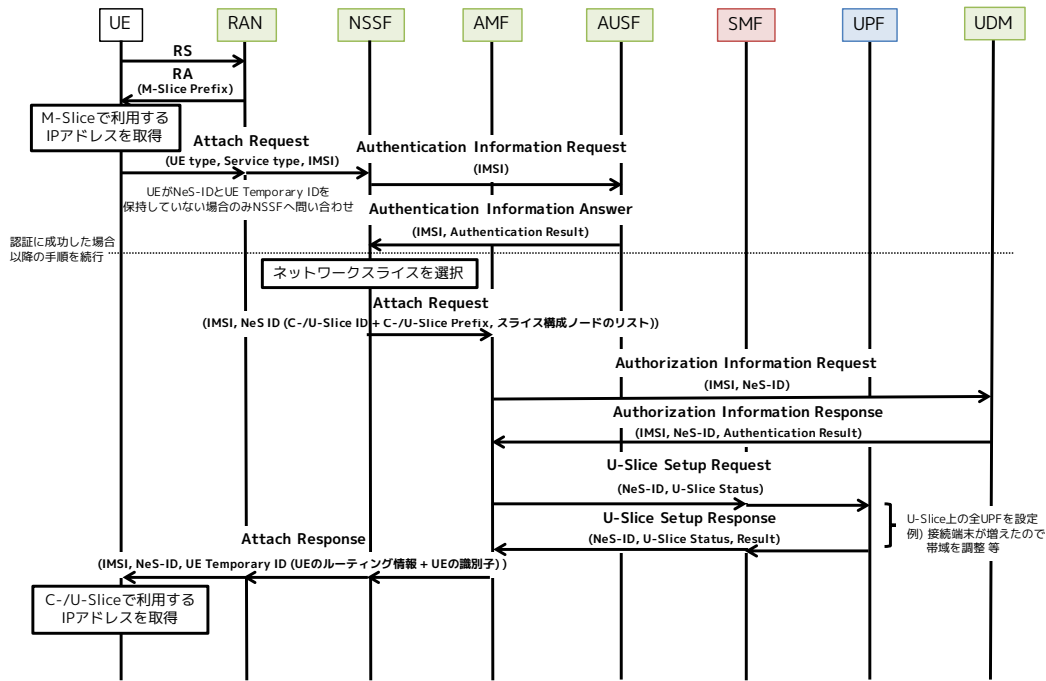 UE RAN NSSF AMF AUSF SMF UPF UDM
RS
RA
(M-Slice Prefix)
M-Sliceで利用する
IPアドレスを取得
Attach Request
(UE type, Service type, IMSI)
Authentication Information Request
(IMSI)
UEがNeS-IDとUE Temporary IDを
保持していない場合のみNSSFへ問い合わせ
Authentication Information Answer
(IMSI, Authentication Result)
認証に成功した場合
以降の手順を続行
ネットワークスライスを選択
Attach Request
(IMSI, NeS ID (C-/U-Slice ID + C-/U-Slice Prefix, スライス構成ノードのリスト))
Authorization Information Request
(IMSI, NeS-ID)
Authorization Information Response
(IMSI, NeS-ID, Authentication Result)
U-Slice Setup Request
(NeS-ID, U-Slice Status)
U-Slice Setup Response
(NeS-ID, U-Slice Status, Result)
U-Slice上の全UPFを設定
例) 接続端末が増えたので
帯域を調整 等
Attach Response
(IMSI, NeS-ID, UE Temporary ID (UEのルーティング情報 + UEの識別子) )
C-/U-Sliceで利用する
IPアドレスを取得